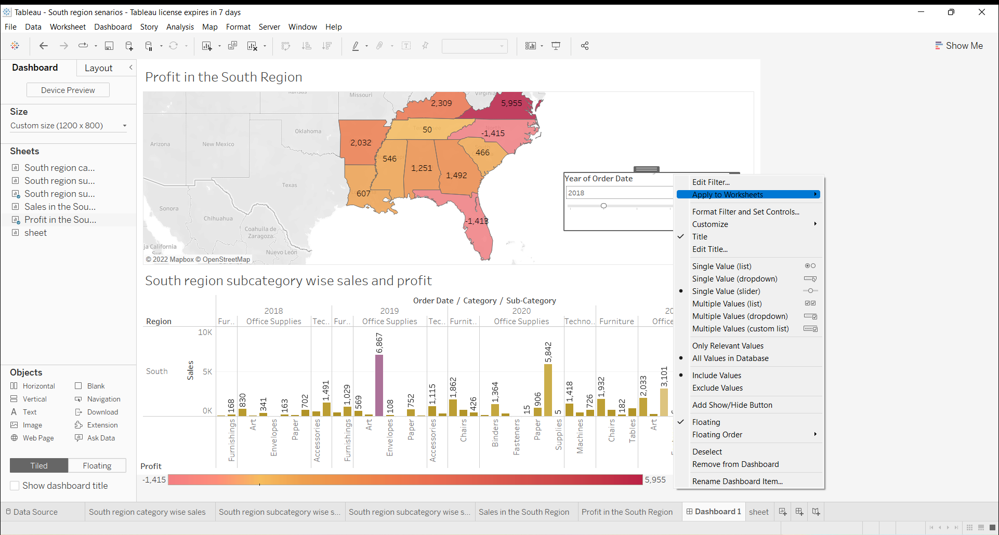 Tableau - South region senarios - Tableau license expires in 7 days
File Data Worksheet Dashboard Story Analysis Map Format Server Window Help
Show Me
Dashboard
Layout
Device Preview
Size
Custom size (1200 x 800)
Sheets
South region ca...
South region su...
South region su...
Sales in the Sou...
Profit in the Sou...
sheet
Objects
Horizontal
Blank
Vertical
Navigation
Text
Download
Image
Extension
Web Page
Ask Data
Tiled
Floating
Show dashboard title
Profit in the South Region
Kansas
Missouri
Virginia
2,309
5,955
Oklahoma
50
North
-1,415
Arizona
New Mexico
2,032
546
466
1,251
1,492
Texas
607
Sonora
Chihuahua
-1,413
Coahuila de
Zaragoza
ja California
Sur
Nuevo León
© 2022 Mapbox © OpenStreetMap
Year of Order Date
2018
South region subcategory wise sales and profit
Order Date / Category / Sub-Category
2018 2019 2020 20
Region
Fur.. Office Supplies Tec.. Fur.. Office Supplies Tec.. Furnit.. Office Supplies Techno.. Furniture Office
10K
5K
0K
South
Sales
168 830 341 163 702 1,491 1,029 569 6,867 108 752 1,115 1,862 426 1,364 15 906 5,842 5 1,418 726 1,932 182 2,033 3,101
Furnishings Art Envelopes Paper Accessories Furnishings Art Envelopes Paper Accessories Chairs Binders Fasteners Paper Supplies Machines Chairs Tables Art
Profit
-1,415
5,955
Edit Filter...
Apply to Worksheets
Format Filter and Set Controls...
Customize
Title
Edit Title...
Single Value (list)
Single Value (dropdown)
Single Value (slider)
Multiple Values (list)
Multiple Values (dropdown)
Multiple Values (custom list)
Only Relevant Values
All Values in Database
Include Values
Exclude Values
Add Show/Hide Button
Floating
Floating Order
Deselect
Remove from Dashboard
Rename Dashboard Item...
Data Source
South region category wise sales
South region subcategory wise s...
South region subcategory wise s...
Sales in the South Region
Profit in the South Region
Dashboard 1
sheet